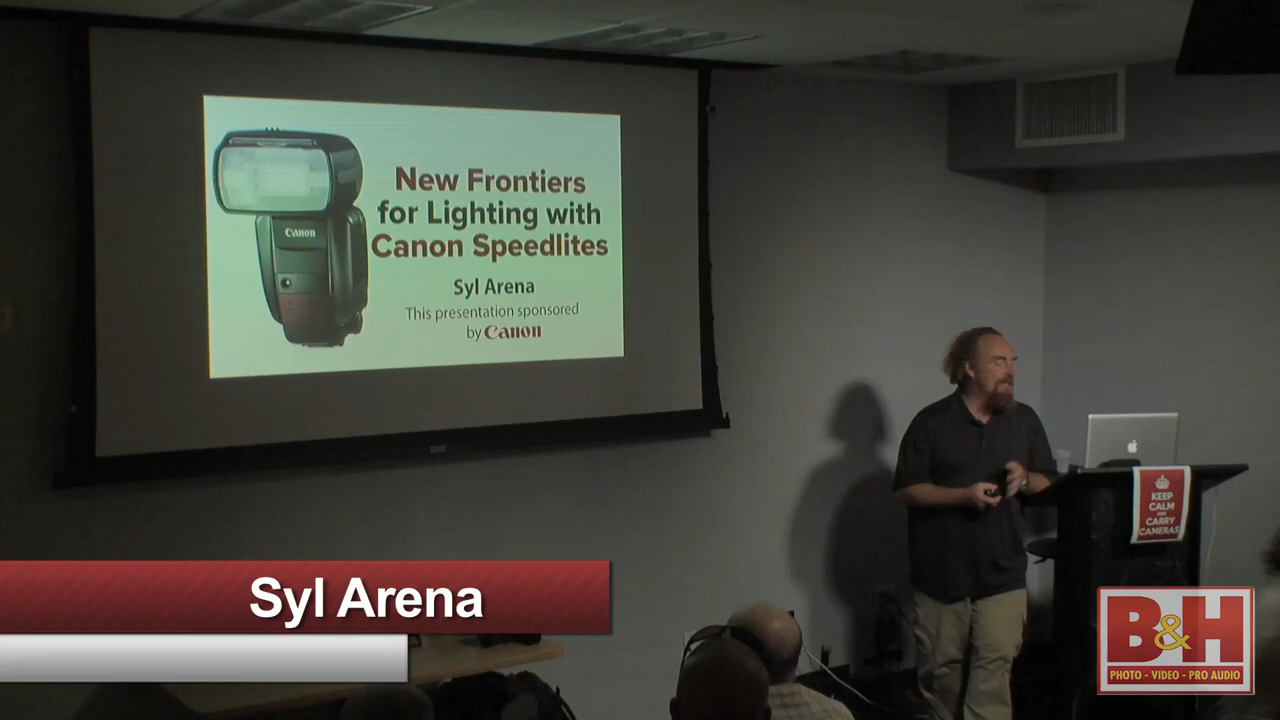 Canon
New Frontiers
for Lighting with
Canon Speedlites
Syl Arena
This presentation sponsored
by Canon
KEEP
CALM
AND
CARRY
CAMERAS
Syl Arena
B&H
PHOTO - VIDEO - PRO AUDIO